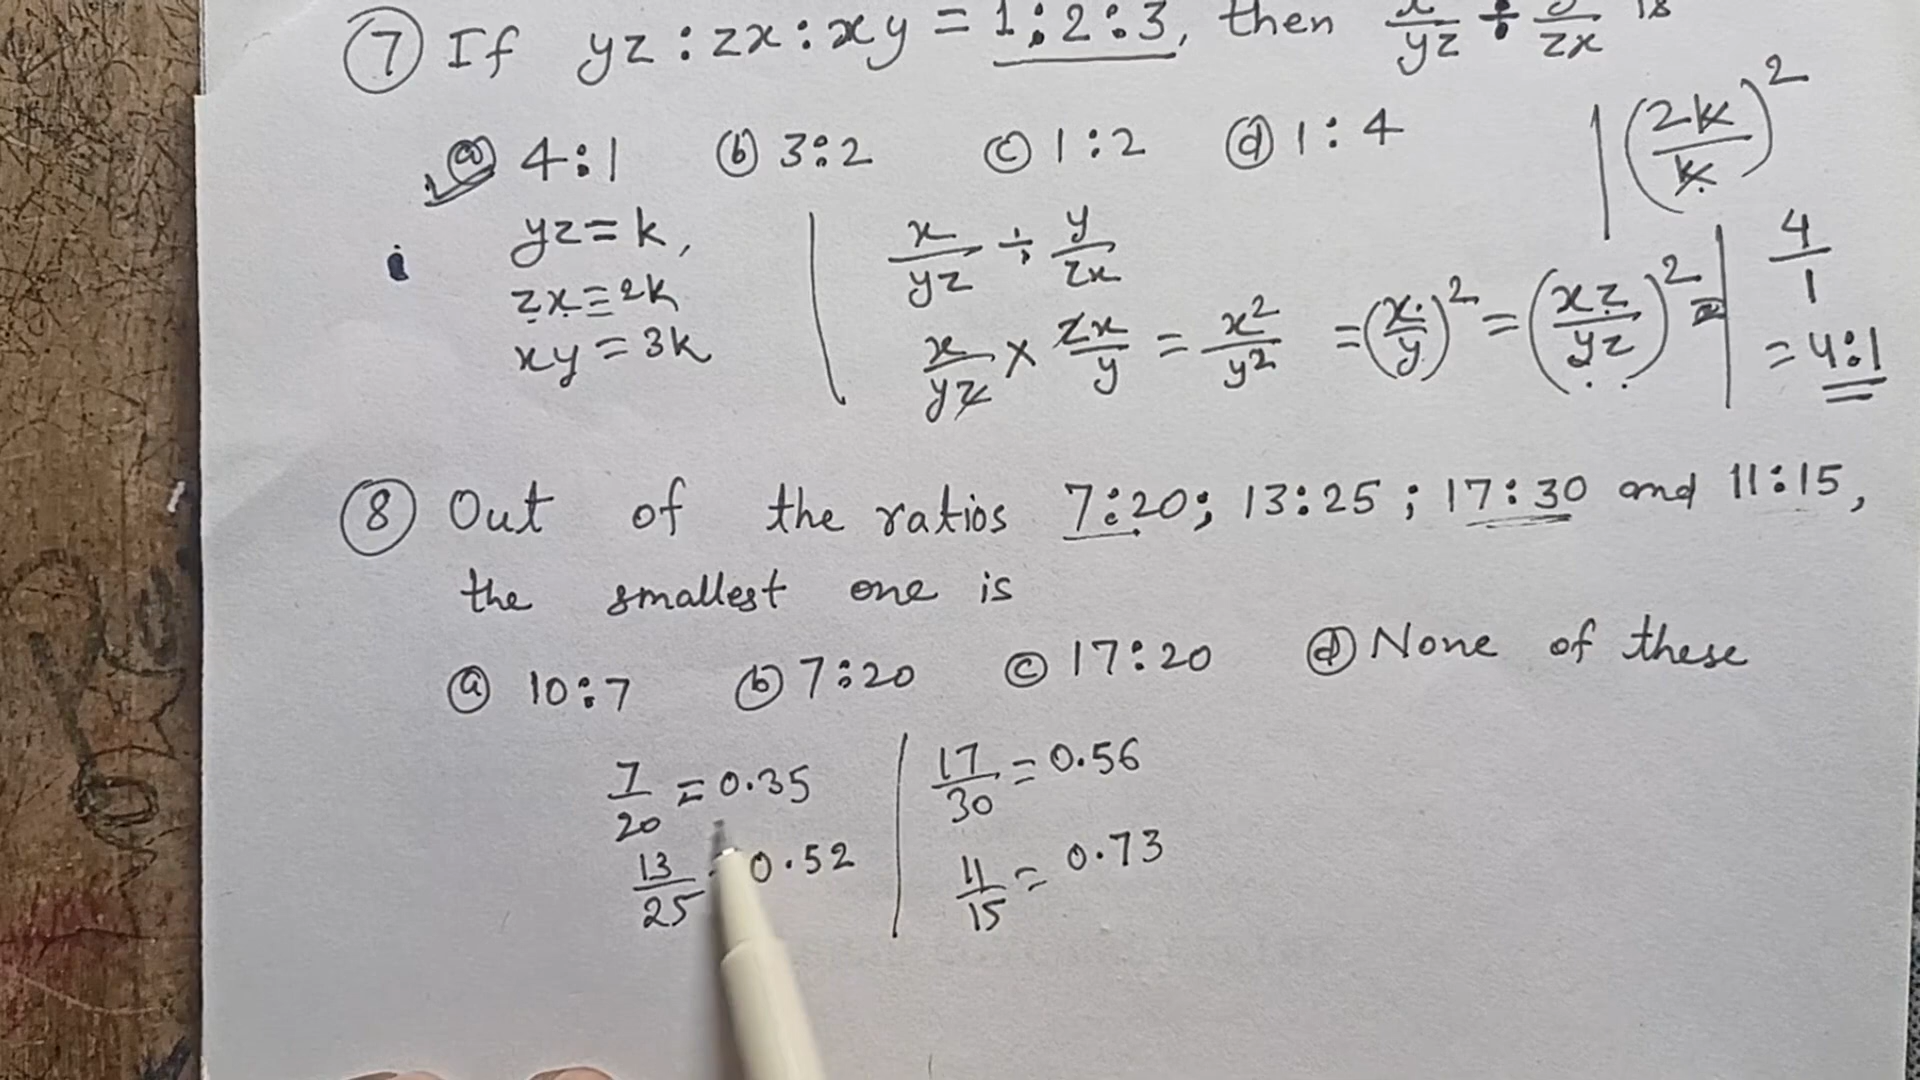 ⑦ If yz : zx : xy = 1:2:3, then x/yz ÷ y/zx is
ⓐ 4:1 ⓑ 3:2 ⓒ 1:2 ⓓ 1:4
yz = k,
zx = 2k
xy = 3k
x/yz ÷ y/zx
x/yz × zx/y = x²/y² = (x/y)² = (xz/yz)² =
(2k/k)²
4/1
= 4:1
⑧ Out of the ratios 7:20; 13:25; 17:30 and 11:15,
the smallest one is
ⓐ 10:7 ⓑ 7:20 ⓒ 17:20 ⓓ None of these
7/20 = 0.35
13/25 = 0.52
17/30 = 0.56
11/15 = 0.73